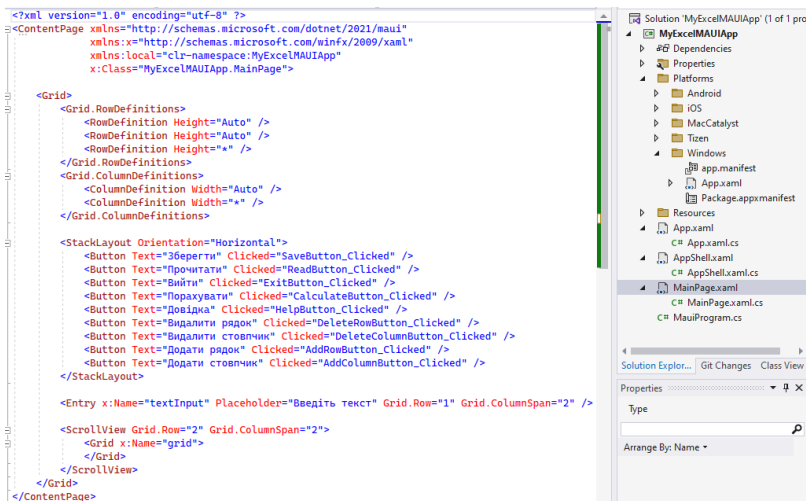 <?xml version="1.0" encoding="utf-8" ?>
<ContentPage xmlns="http://schemas.microsoft.com/dotnet/2021/maui"
xmlns:x="http://schemas.microsoft.com/winfx/2009/xaml"
xmlns:local="clr-namespace:MyExcelMAUIApp"
x:Class="MyExcelMAUIApp.MainPage">
<Grid>
<Grid.RowDefinitions>
<RowDefinition Height="Auto" />
<RowDefinition Height="Auto" />
<RowDefinition Height="*" />
</Grid.RowDefinitions>
<Grid.ColumnDefinitions>
<ColumnDefinition Width="Auto" />
<ColumnDefinition Width="*" />
</Grid.ColumnDefinitions>
<StackLayout Orientation="Horizontal">
<Button Text="Зберегти" Clicked="SaveButton_Clicked" />
<Button Text="Прочитати" Clicked="ReadButton_Clicked" />
<Button Text="Вийти" Clicked="ExitButton_Clicked" />
<Button Text="Порахувати" Clicked="CalculateButton_Clicked" />
<Button Text="Довідка" Clicked="HelpButton_Clicked" />
<Button Text="Видалити рядок" Clicked="DeleteRowButton_Clicked" />
<Button Text="Видалити стовпчик" Clicked="DeleteColumnButton_Clicked" />
<Button Text="Додати рядок" Clicked="AddRowButton_Clicked" />
<Button Text="Додати стовпчик" Clicked="AddColumnButton_Clicked" />
</StackLayout>
<Entry x:Name="textInput" Placeholder="Введіть текст" Grid.Row="1" Grid.ColumnSpan="2" />
<ScrollView Grid.Row="2" Grid.ColumnSpan="2">
<Grid x:Name="grid">
</Grid>
</ScrollView>
</Grid>
</ContentPage>
Solution 'MyExcelMAUIApp' (1 of 1 pro
MyExcelMAUIApp
Dependencies
Properties
Platforms
Android
iOS
MacCatalyst
Tizen
Windows
app.manifest
App.xaml
Package.appxmanifest
Resources
App.xaml
C# App.xaml.cs
AppShell.xaml
C# AppShell.xaml.cs
MainPage.xaml
C# MainPage.xaml.cs
C# MauiProgram.cs
Solution Explor... Git Changes Class View
Properties
Type
Arrange By: Name